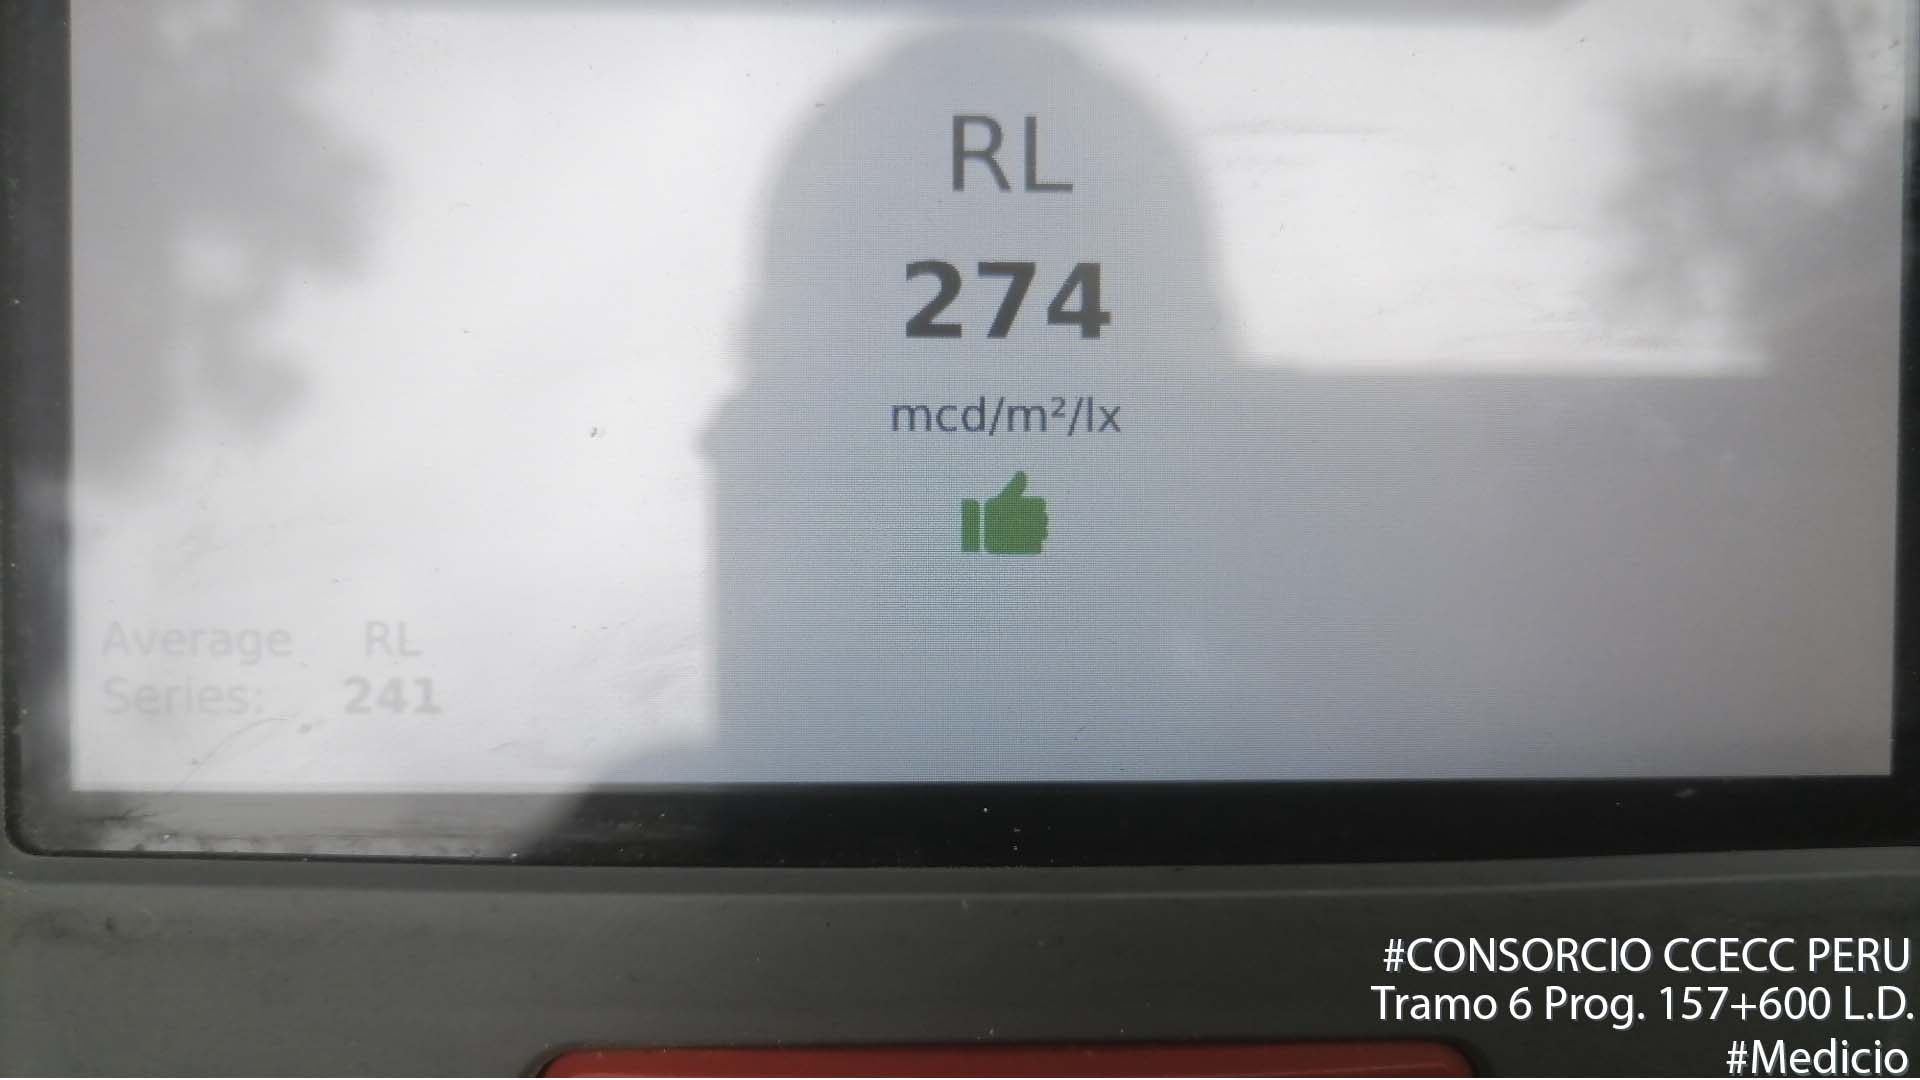 RL
274
mcd/m²/lx
Average RL
Series: 241
#CONSORCIO CCECC PERU
Tramo 6 Prog. 157+600 L.D.
#Medicio